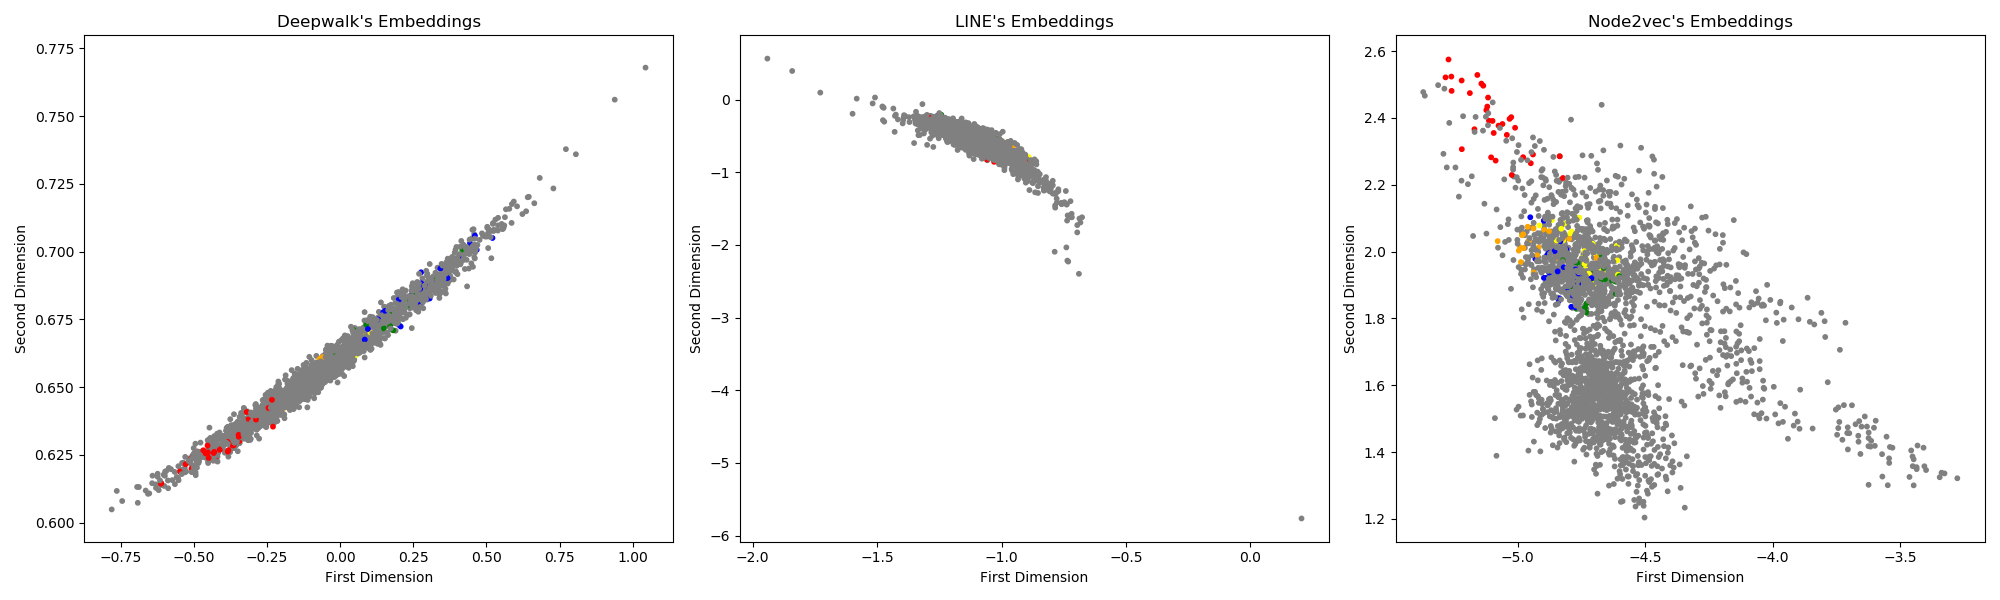 Deepwalk's Embeddings
0.775
0.750
0.725
0.700
0.675
0.650
0.625
0.600
Second Dimension
−0.75 −0.50 −0.25 0.00 0.25 0.50 0.75 1.00
First Dimension
LINE's Embeddings
0
−1
−2
−3
−4
−5
−6
Second Dimension
−2.0 −1.5 −1.0 −0.5 0.0
First Dimension
Node2vec's Embeddings
2.6
2.4
2.2
2.0
1.8
1.6
1.4
1.2
Second Dimension
−5.0 −4.5 −4.0 −3.5
First Dimension